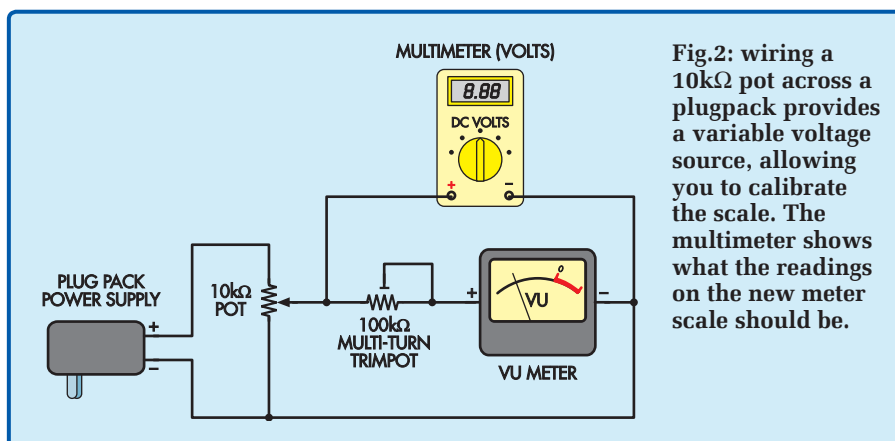 MULTIMETER (VOLTS)
8.88
DC VOLTS
+
–
PLUG PACK
POWER SUPPLY
+
–
10kΩ
POT
100kΩ
MULTI-TURN
TRIMPOT
+
0
VU
–
VU METER
Fig.2: wiring a
10kΩ pot across a
plugpack provides
a variable voltage
source, allowing
you to calibrate
the scale. The
multimeter shows
what the readings
on the new meter
scale should be.